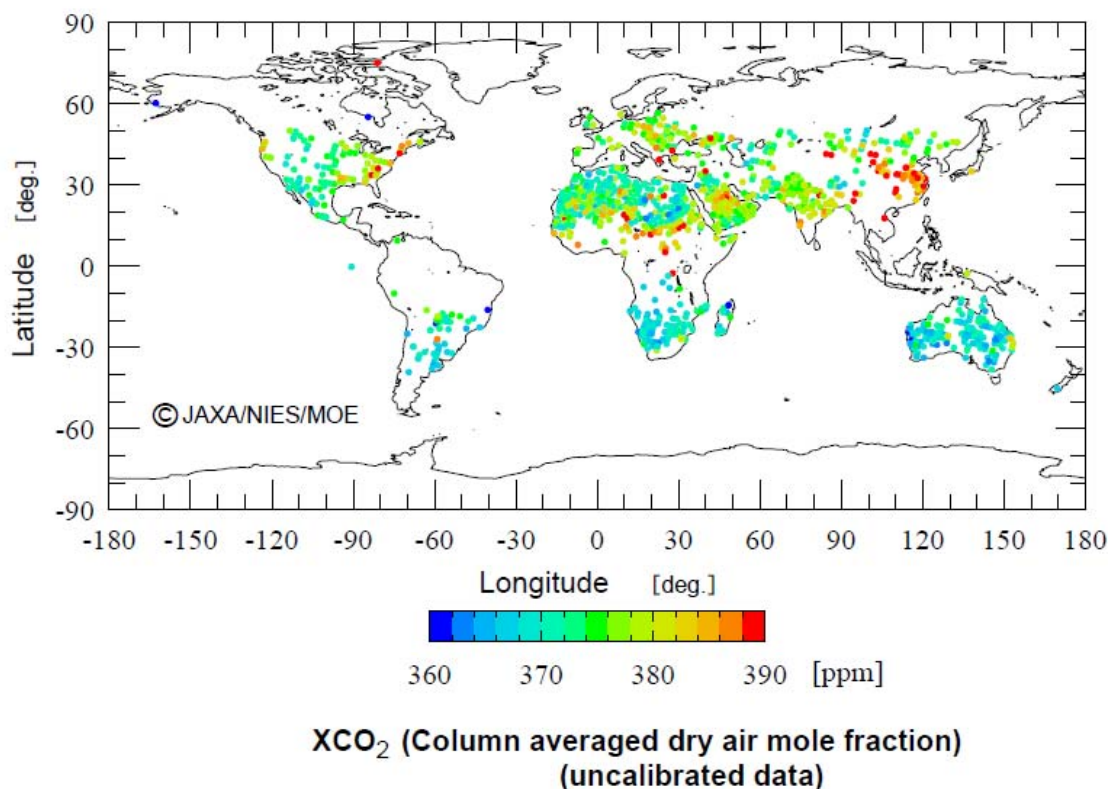 90
60
30
0
-30
-60
-90
Latitude [deg.]
© JAXA/NIES/MOE
-180 -150 -120 -90 -60 -30 0 30 60 90 120 150 180
Longitude [deg.]
360 370 380 390 [ppm]
XCO₂ (Column averaged dry air mole fraction)
(uncalibrated data)